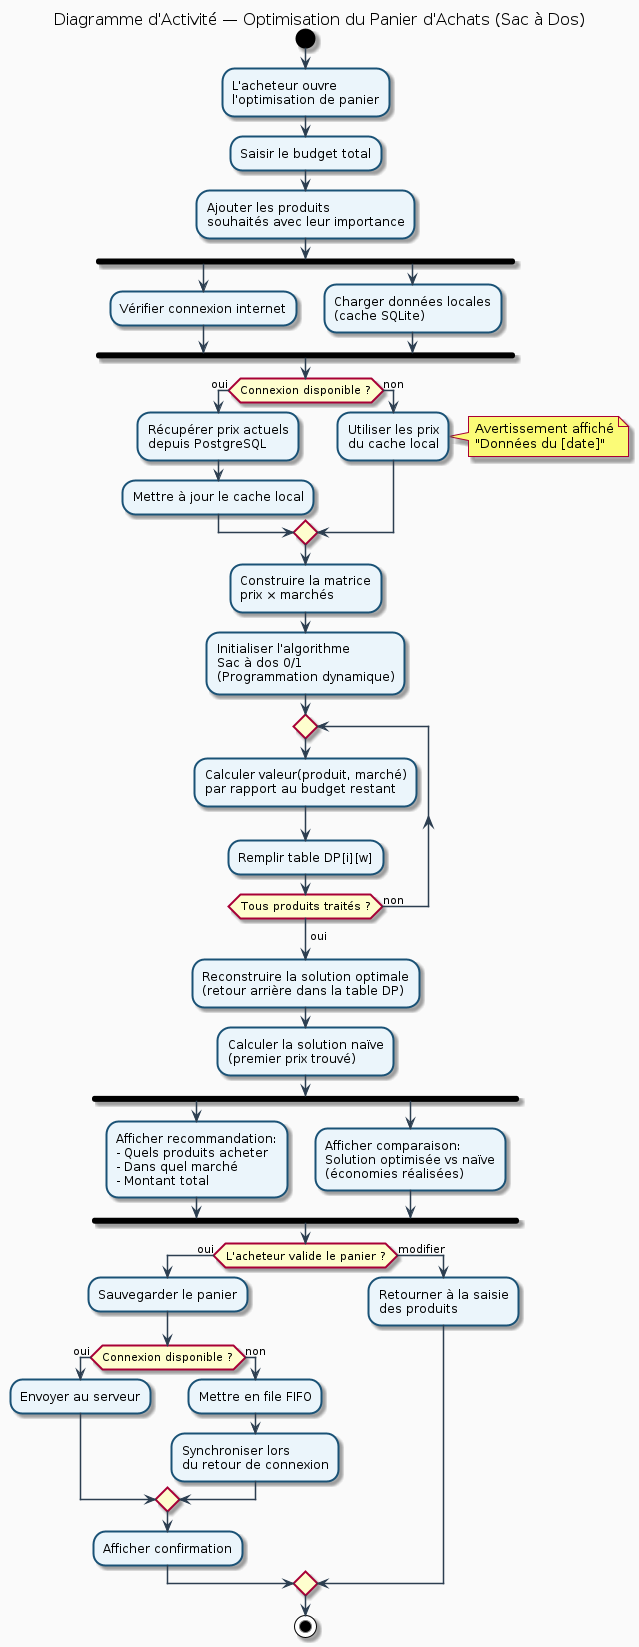 Diagramme d'Activité — Optimisation du Panier d'Achats (Sac à Dos)
L'acheteur ouvre
l'optimisation de panier
Saisir le budget total
Ajouter les produits
souhaités avec leur importance
Vérifier connexion internet
Charger données locales
(cache SQLite)
oui
Connexion disponible ?
non
Récupérer prix actuels
depuis PostgreSQL
Mettre à jour le cache local
Utiliser les prix
du cache local
Avertissement affiché
"Données du [date]"
Construire la matrice
prix × marchés
Initialiser l'algorithme
Sac à dos 0/1
(Programmation dynamique)
Calculer valeur(produit, marché)
par rapport au budget restant
Remplir table DP[i][w]
Tous produits traités ?
non
oui
Reconstruire la solution optimale
(retour arrière dans la table DP)
Calculer la solution naïve
(premier prix trouvé)
Afficher recommandation:
- Quels produits acheter
- Dans quel marché
- Montant total
Afficher comparaison:
Solution optimisée vs naïve
(économies réalisées)
oui
L'acheteur valide le panier ?
modifier
Sauvegarder le panier
Retourner à la saisie
des produits
oui
Connexion disponible ?
non
Envoyer au serveur
Mettre en file FIFO
Synchroniser lors
du retour de connexion
Afficher confirmation